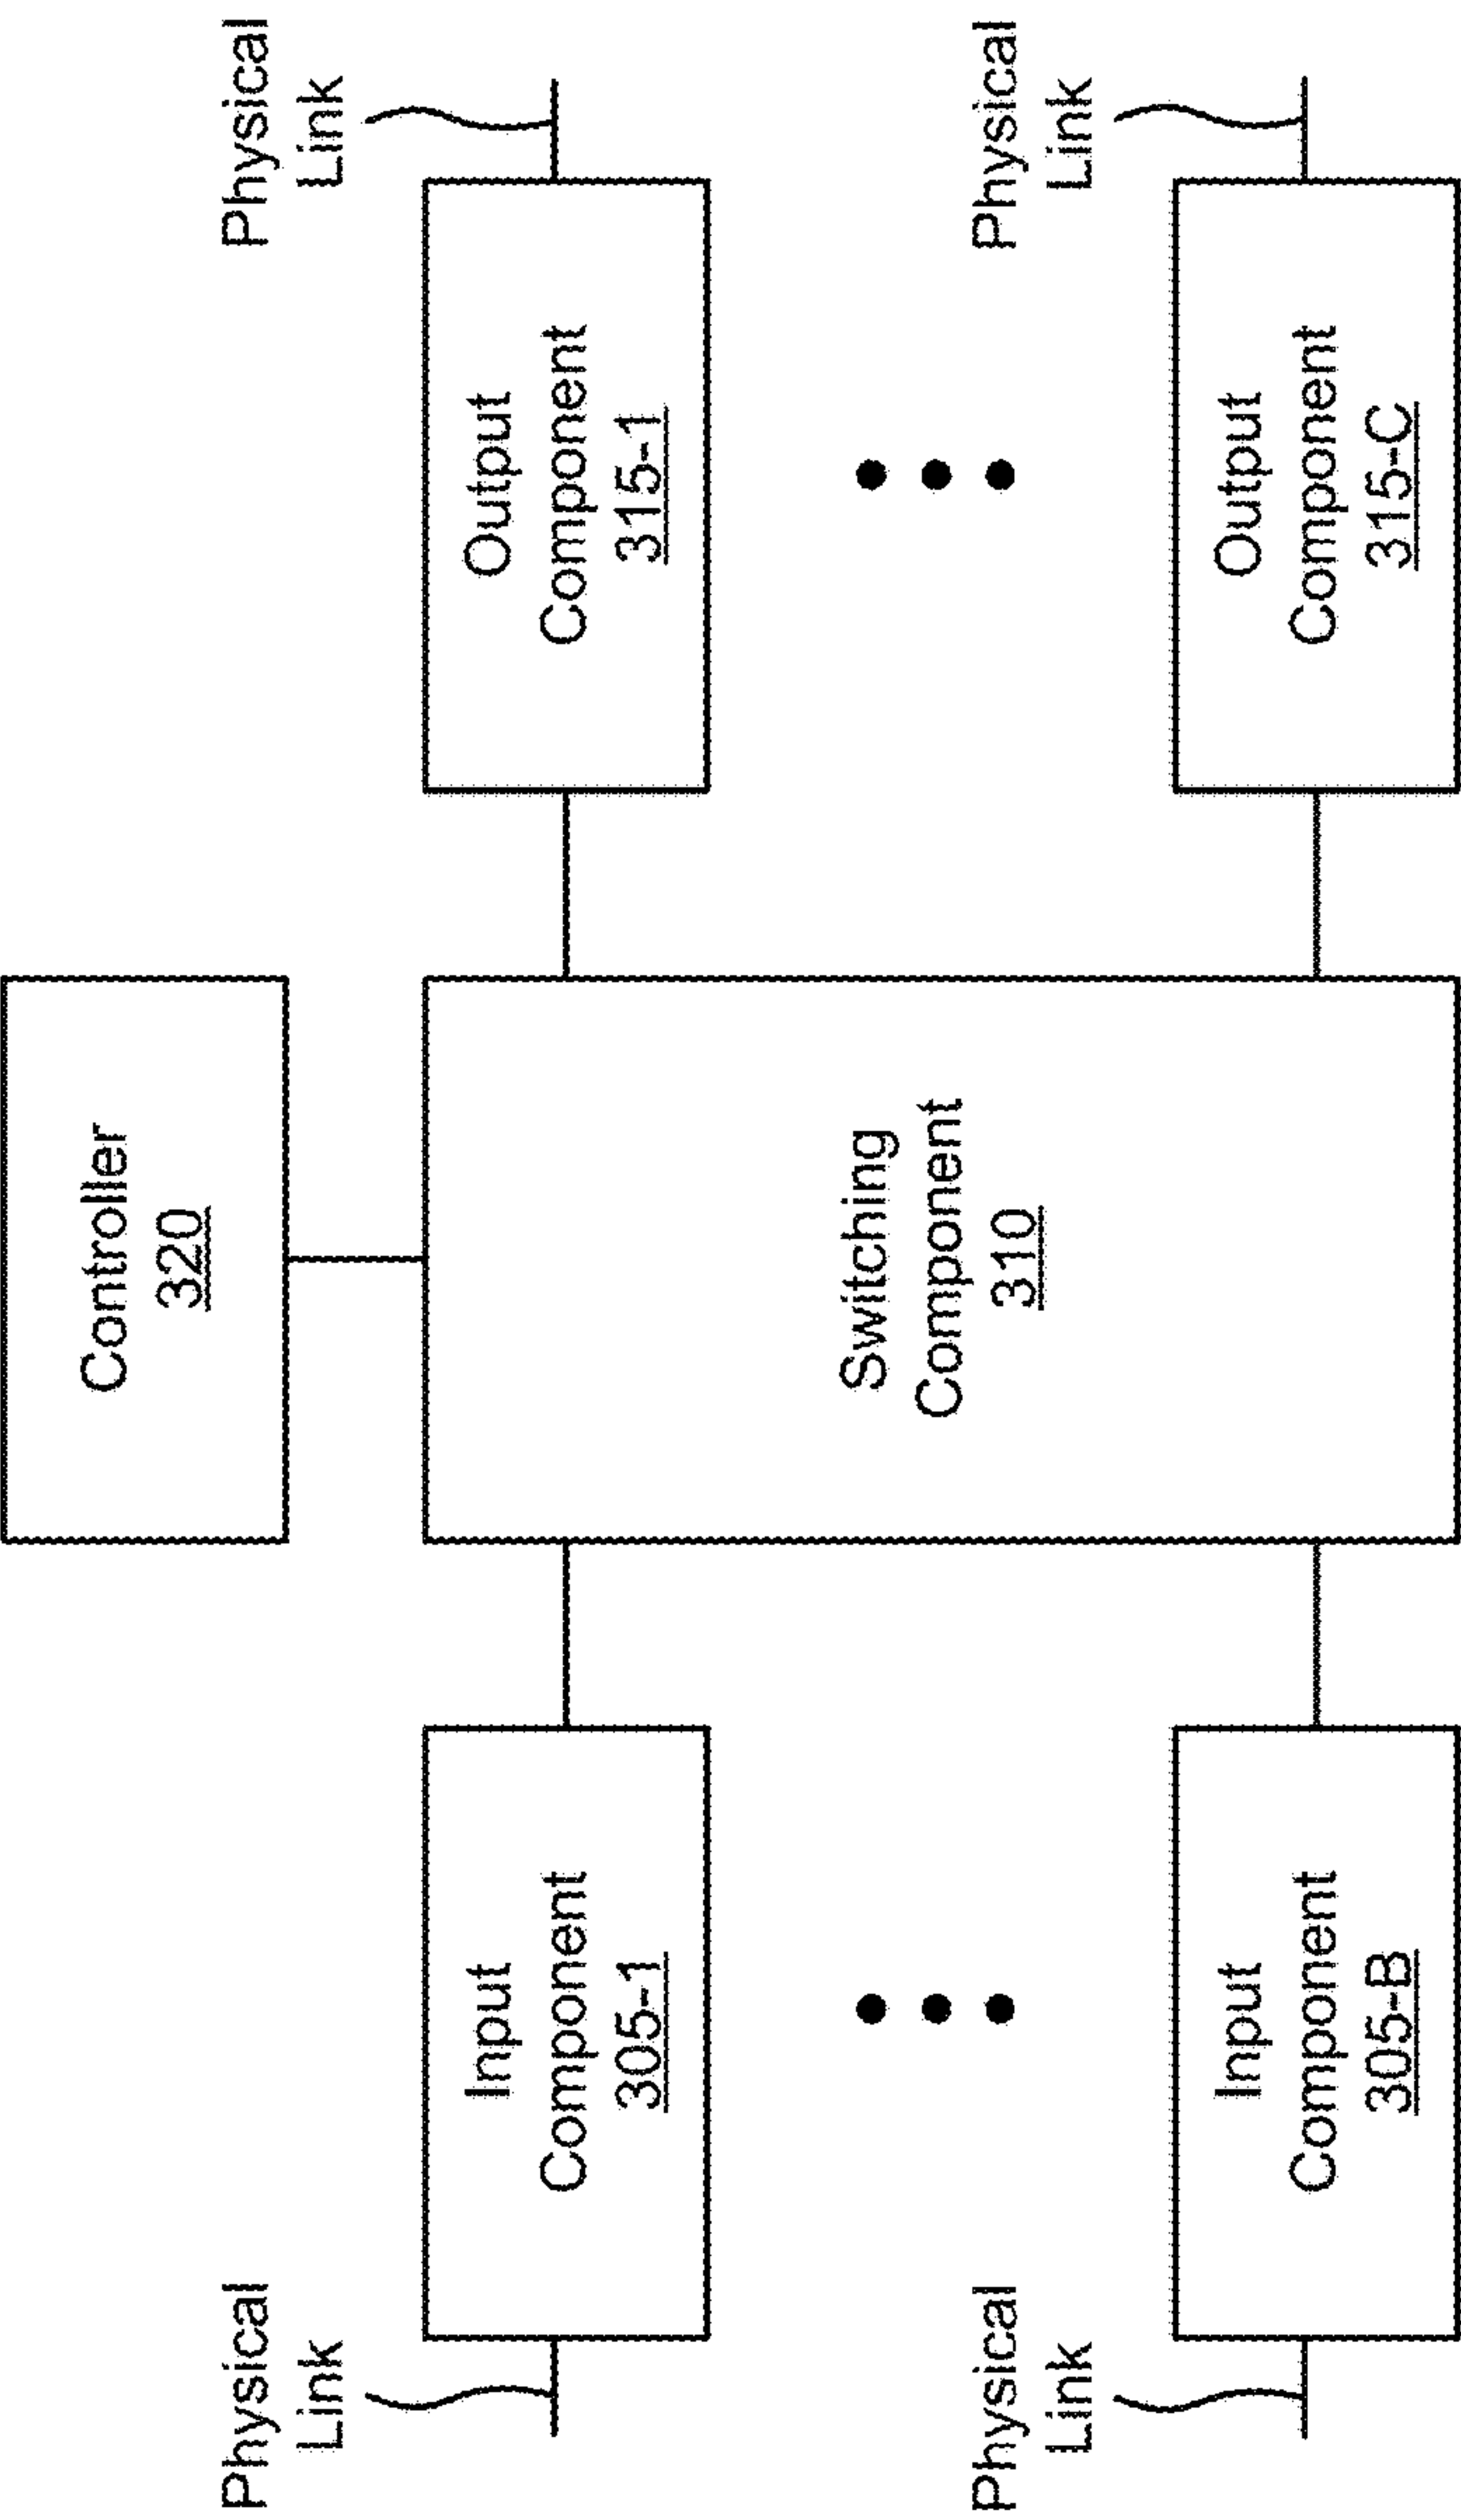 Controller
320
Physical
Link
Input
Component
305-1
Switching
Component
310
Output
Component
315-1
Physical
Link
Physical
Link
Input
Component
305-B
Output
Component
315-C
Physical
Link